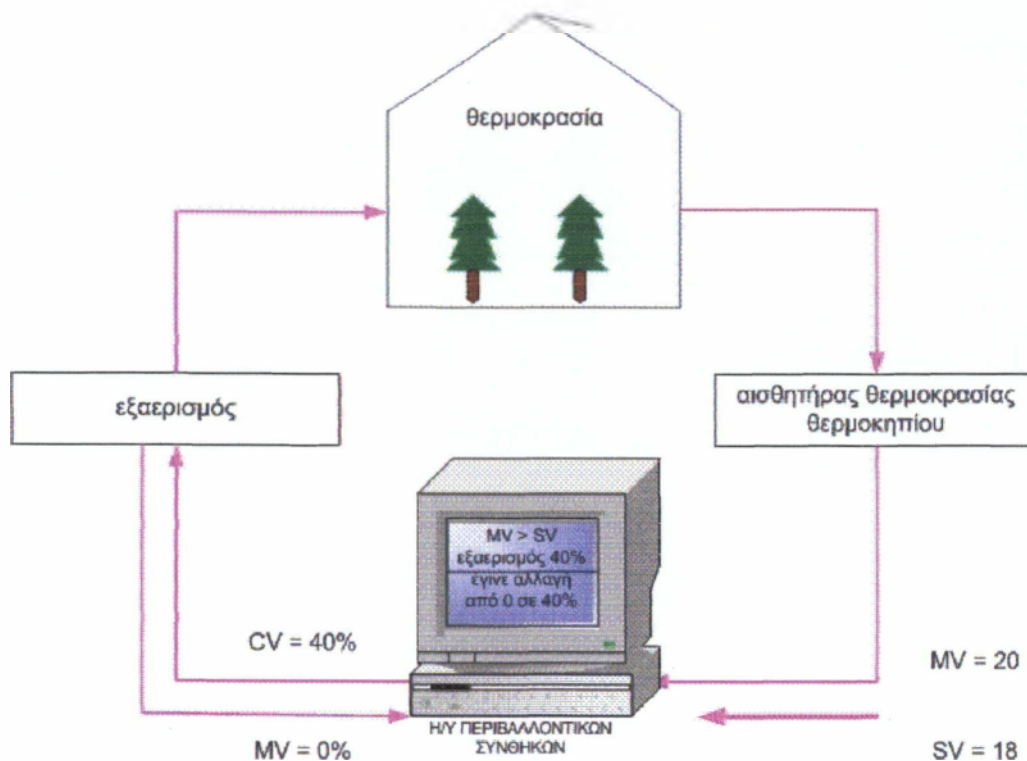 θερμοκρασία
εξαερισμός
αισθητήρας θερμοκρασίας
θερμοκηπίου
MV > SV
εξαερισμός 40%
έγινε αλλαγή
από 0 σε 40%
CV = 40%
MV = 20
Η/Υ ΠΕΡΙΒΑΛΛΟΝΤΙΚΩΝ
ΣΥΝΘΗΚΩΝ
MV = 0%
SV = 18